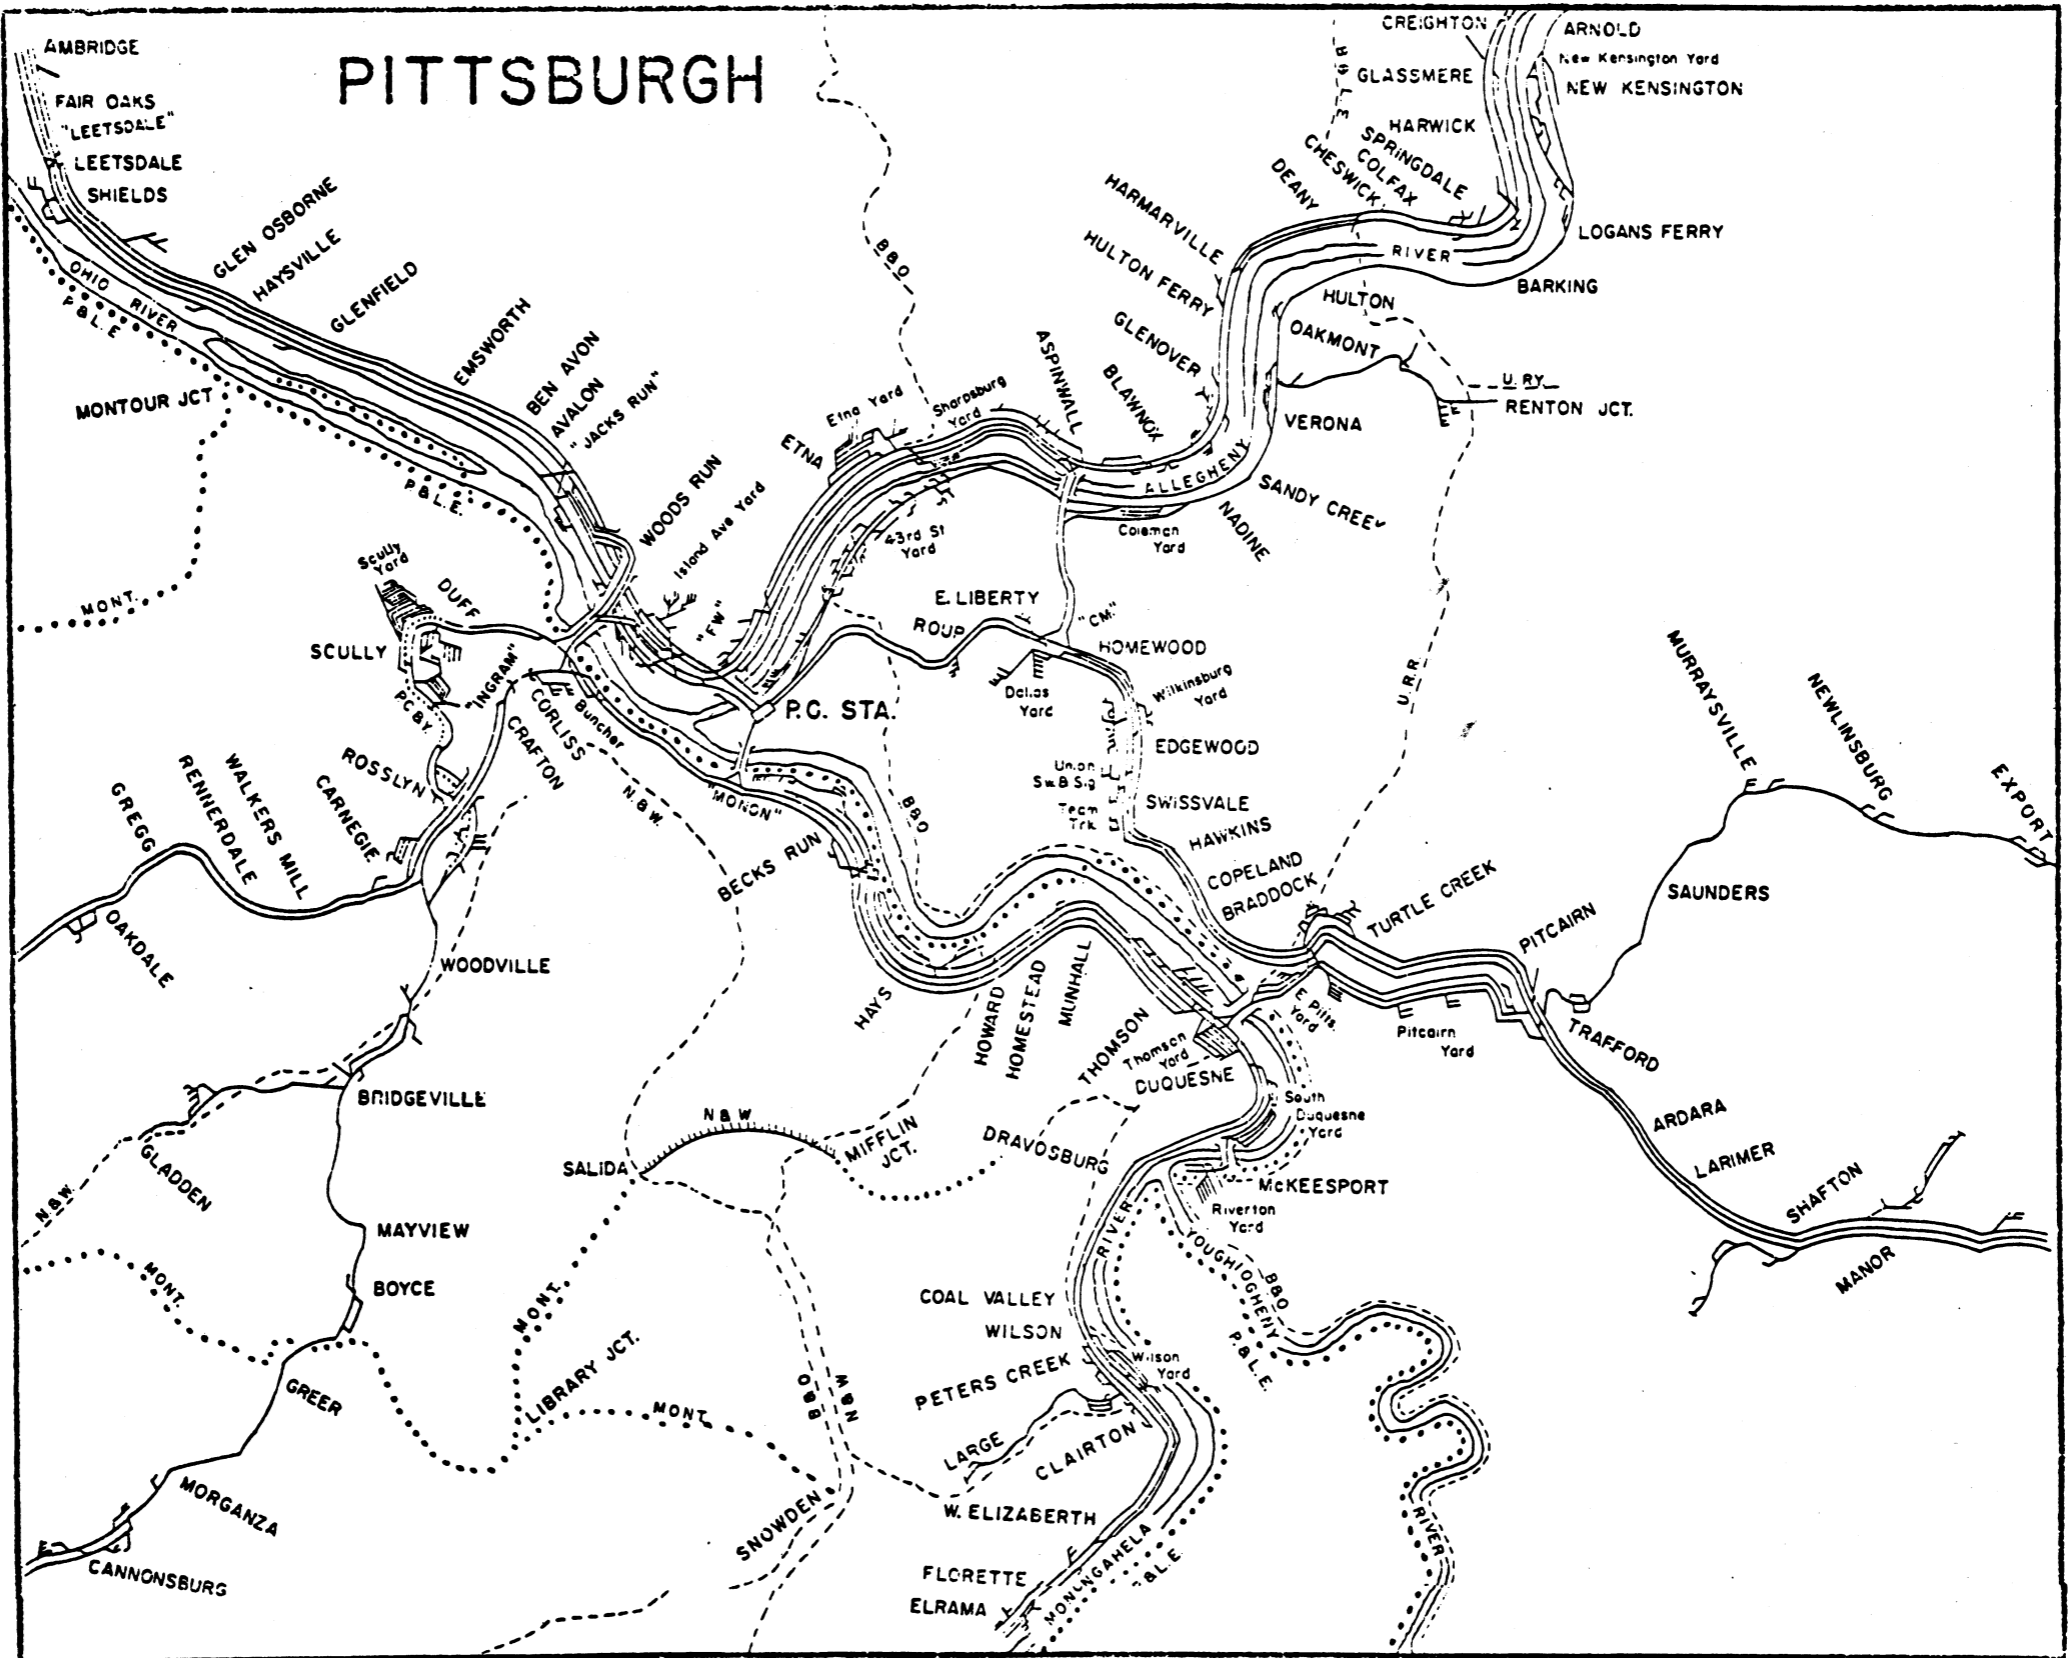 PITTSBURGH
AMBRIDGE
FAIR OAKS
"LEETSDALE"
LEETSDALE
SHIELDS
GLEN OSBORNE
HAYSVILLE
GLENFIELD
EMSWORTH
BEN AVON
AVALON
"JACKS RUN"
WOODS RUN
Island Ave Yard
"FW"
OHIO RIVER
P. & L. E
MONTOUR JCT
P. & L. E.
MONT.
Scully
Yard
DUFF
SCULLY
"INGRAM"
P.C.&Y.
CORLISS
CRAFTON
Buncher
ROSSLYN
CARNEGIE
WALKERS MILL
RENNERDALE
GREGG
OAKDALE
WOODVILLE
BRIDGEVILLE
GLADDEN
N.&W.
MAYVIEW
BOYCE
MONT.
GREER
MORGANZA
CANNONSBURG
B&O
ETNA
Etna Yard
Sharpsburg
Yard
ASPINWALL
BLAWNOX
GLENOVER
HULTON FERRY
HARMARVILLE
DEANY
CHESWICK
COLFAX
SPRINGDALE
HARWICK
GLASSMERE
CREIGHTON
ARNOLD
New Kensington Yard
NEW KENSINGTON
LOGANS FERRY
BARKING
RIVER
HULTON
OAKMONT
U. RY.
RENTON JCT.
VERONA
SANDY CREEK
NADINE
ALLEGHENY
Coleman
Yard
43rd St
Yard
E. LIBERTY
ROUP
"CM."
HOMEWOOD
Dallas
Yard
Wilkinsburg
Yard
P.C. STA.
EDGEWOOD
Union
Sw.& Sig
Team
Trk.
SWISSVALE
HAWKINS
COPELAND
BRADDOCK
U.R.R.
TURTLE CREEK
PITCAIRN
E Pitts.
Yard
Pitcairn
Yard
TRAFFORD
SAUNDERS
MURRAYSVILLE
NEWLINSBURG
EXPORT
ARDARA
LARIMER
SHAFTON
MANOR
N.&W.
"MONON"
BECKS RUN
B&O
HAYS
HOWARD
HOMESTEAD
MUNHALL
THOMSON
Thomson
Yard
DUQUESNE
South
Duquesne
Yard
DRAVOSBURG
McKEESPORT
Riverton
Yard
N & W
SALIDA
MIFFLIN
JCT.
MONT.
LIBRARY JCT.
MONT.
B&O
N&W
SNOWDEN
RIVER
YOUGHIOGHENY
B&O
P.& L. E.
COAL VALLEY
WILSON
Wilson
Yard
PETERS CREEK
LARGE
CLAIRTON
W. ELIZABERTH
FLORETTE
ELRAMA
MONONGAHELA
RIVER